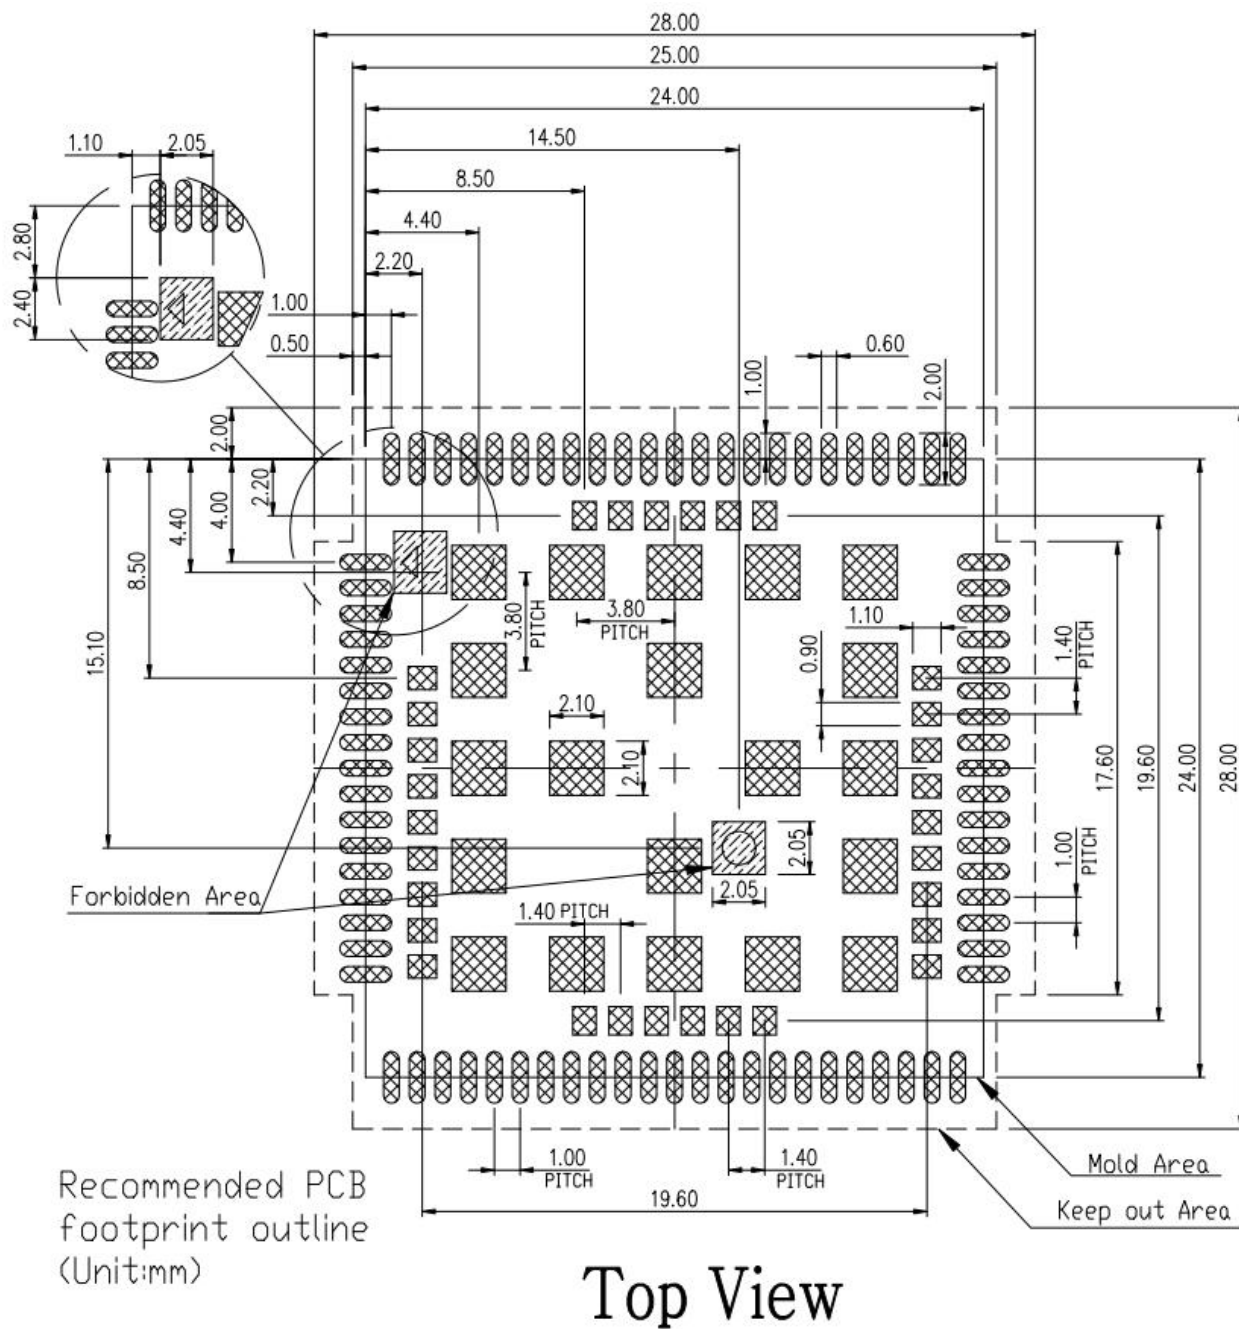 28.00
25.00
24.00
14.50
1.10
2.05
8.50
4.40
2.80
2.20
2.40
1.00
0.50
0.60
1.00
2.00
2.00
2.20
4.00
4.40
8.50
15.10
3.80
PITCH
3.80
PITCH
1.10
1.40
PITCH
0.90
2.10
2.10
17.60
19.60
24.00
28.00
2.05
2.05
1.00
PITCH
Forbidden Area
1.40 PITCH
1.00
PITCH
1.40
PITCH
19.60
Mold Area
Keep out Area
Recommended PCB
footprint outline
(Unit:mm)
Top View